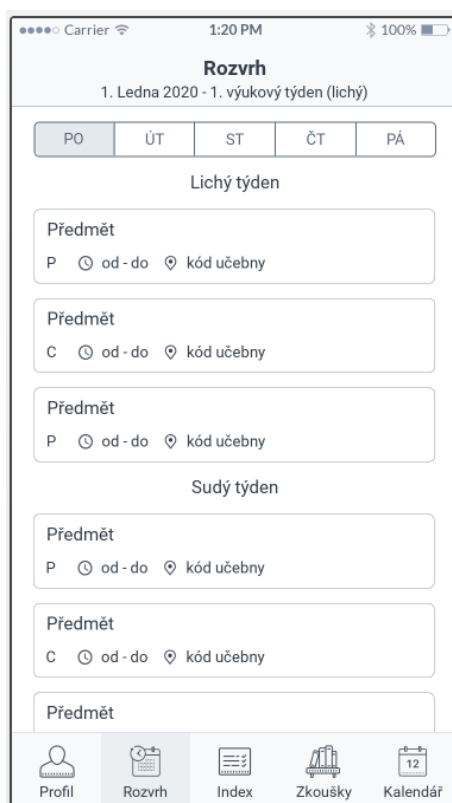 Carrier 1:20 PM 100%
Rozvrh
1. Ledna 2020 - 1. výukový týden (lichý)
PO ÚT ST ČT PÁ
Lichý týden
Předmět
P od - do kód učebny
Předmět
C od - do kód učebny
Předmět
P od - do kód učebny
Sudý týden
Předmět
P od - do kód učebny
Předmět
C od - do kód učebny
Předmět
12
Profil Rozvrh Index Zkoušky Kalendář